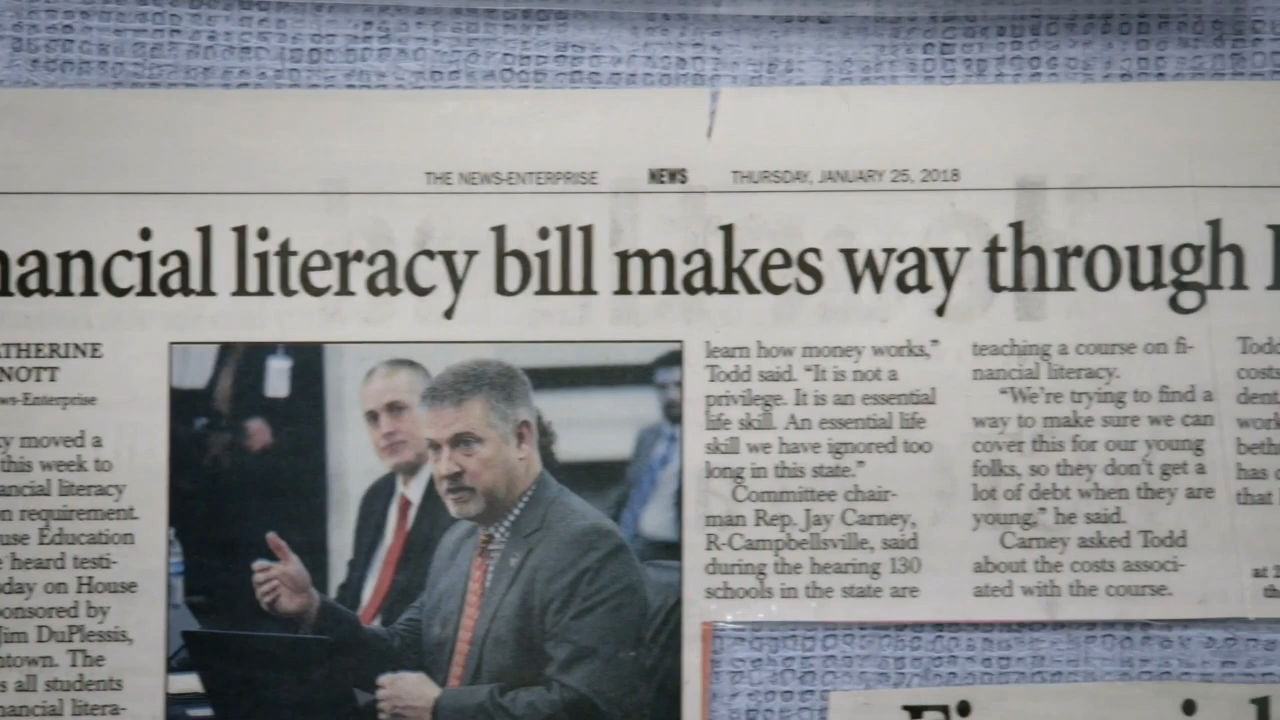 THE NEWS-ENTERPRISE NEWS THURSDAY, JANUARY 25, 2018
nancial literacy bill makes way through
ATHERINE
NOTT
ws-Enterprise
ky moved a
this week to
ancial literacy
on requirement.
use Education
e heard testi-
day on House
onsored by
Jim DuPlessis,
htown. The
s all students
nancial litera-
learn how money works,”
Todd said. “It is not a
privilege. It is an essential
life skill. An essential life
skill we have ignored too
long in this state.”
Committee chair-
man Rep. Jay Carney,
R-Campbellsville, said
during the hearing 130
schools in the state are
teaching a course on fi-
nancial literacy.
“We’re trying to find a
way to make sure we can
cover this for our young
folks, so they don’t get a
lot of debt when they are
young,” he said.
Carney asked Todd
about the costs associ-
ated with the course.
Todd
costs
dent
work
beth
has
that
at